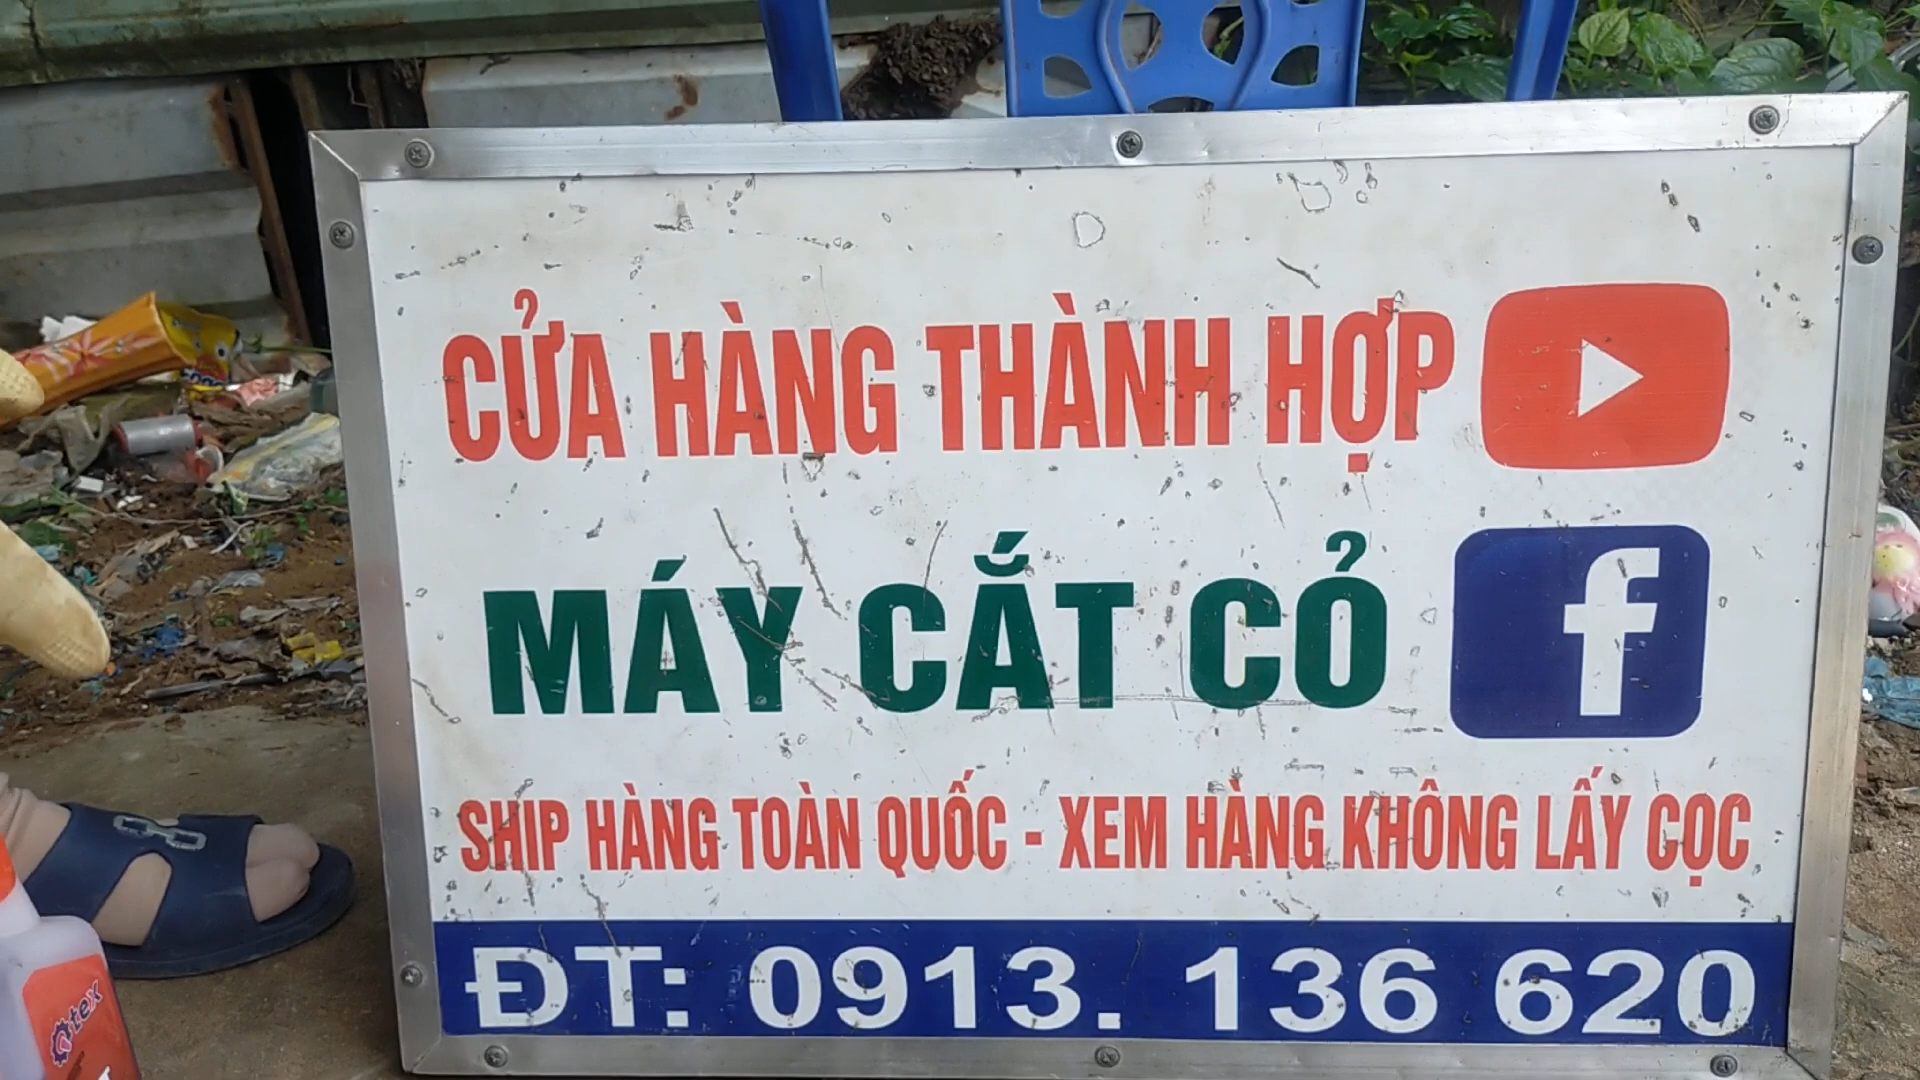 CỬA HÀNG THÀNH HỢP
MÁY CẮT CỎ
f
SHIP HÀNG TOÀN QUỐC - XEM HÀNG KHÔNG LẤY CỌC
ĐT: 0913. 136 620
tex